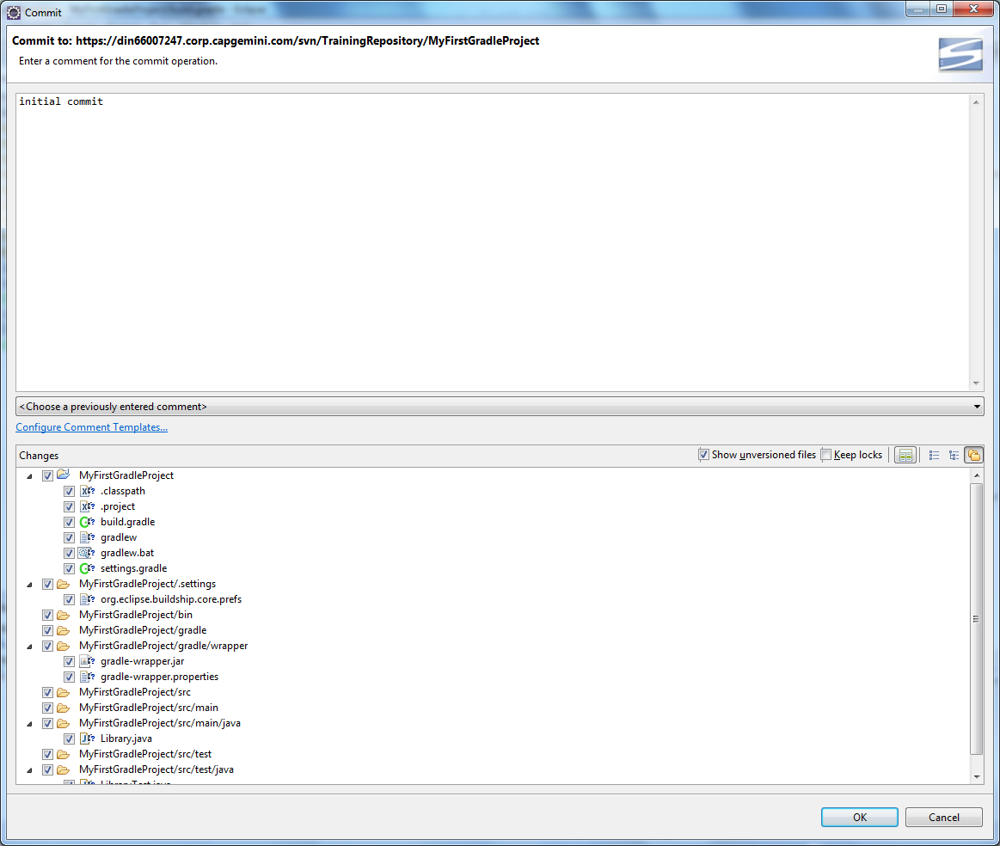 Commit
Commit to: https://din66007247.corp.capgemini.com/svn/TrainingRepository/MyFirstGradleProject
Enter a comment for the commit operation.
initial commit
<Choose a previously entered comment>
Configure Comment Templates...
Changes
Show unversioned files
Keep locks
MyFirstGradleProject
.classpath
.project
build.gradle
gradlew
gradlew.bat
settings.gradle
MyFirstGradleProject/.settings
org.eclipse.buildship.core.prefs
MyFirstGradleProject/bin
MyFirstGradleProject/gradle
MyFirstGradleProject/gradle/wrapper
gradle-wrapper.jar
gradle-wrapper.properties
MyFirstGradleProject/src
MyFirstGradleProject/src/main
MyFirstGradleProject/src/main/java
Library.java
MyFirstGradleProject/src/test
MyFirstGradleProject/src/test/java
LibraryTest.java
OK
Cancel